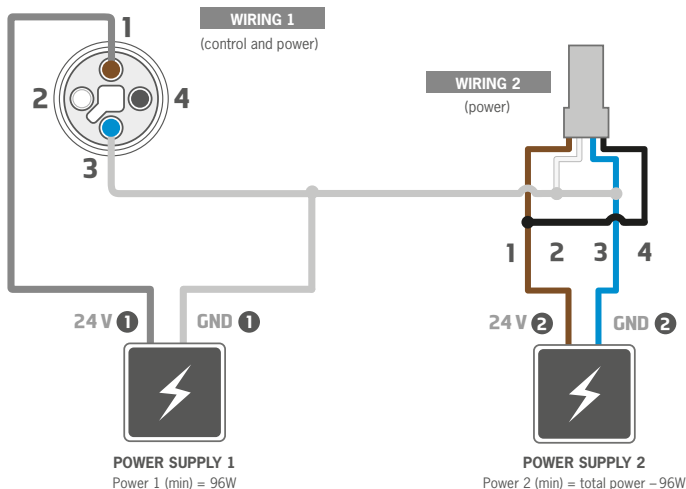 WIRING 1
(control and power)
1
2
4
3
WIRING 2
(power)
1
2
3
4
24 V 1
GND 1
24 V 2
GND 2
POWER SUPPLY 1
Power 1 (min) = 96W
POWER SUPPLY 2
Power 2 (min) = total power – 96W